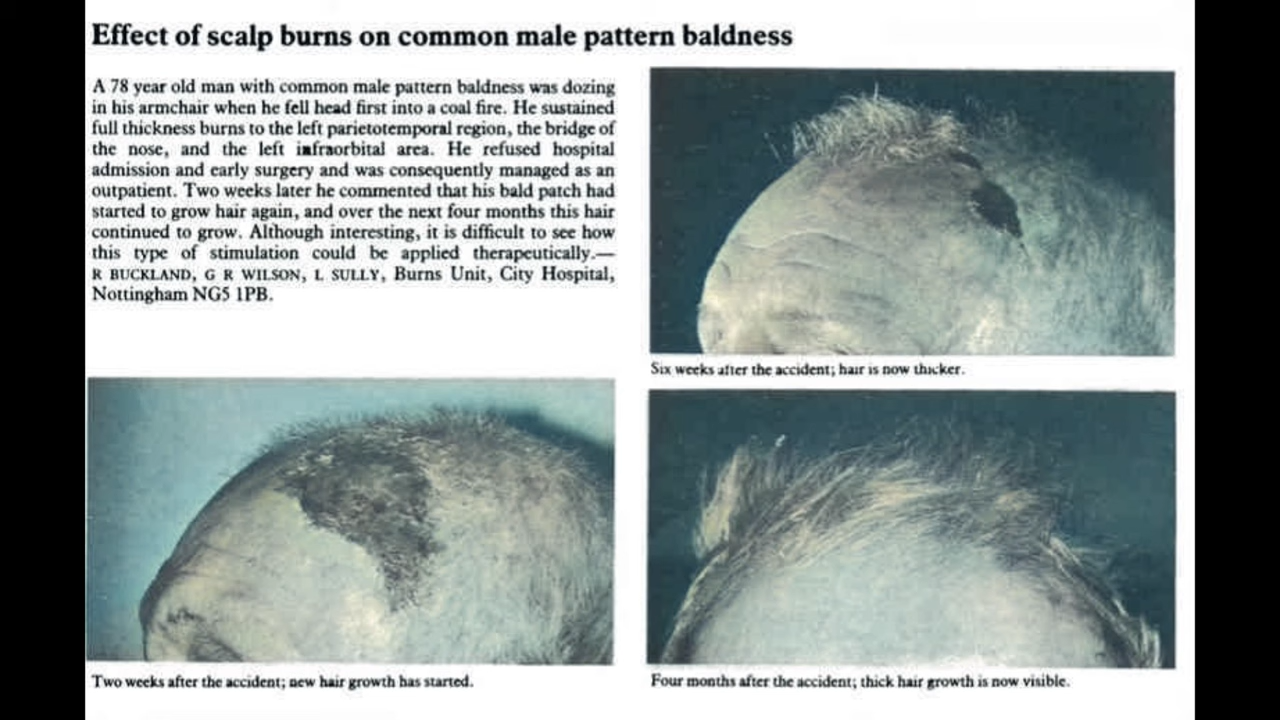 Effect of scalp burns on common male pattern baldness
A 78 year old man with common male pattern baldness was dozing
in his armchair when he fell head first into a coal fire. He sustained
full thickness burns to the left parietotemporal region, the bridge of
the nose, and the left infraorbital area. He refused hospital
admission and early surgery and was consequently managed as an
outpatient. Two weeks later he commented that his bald patch had
started to grow hair again, and over the next four months this hair
continued to grow. Although interesting, it is difficult to see how
this type of stimulation could be applied therapeutically.—
R BUCKLAND, G R WILSON, L SULLY, Burns Unit, City Hospital,
Nottingham NG5 1PB.
Six weeks after the accident; hair is now thicker.
Two weeks after the accident; new hair growth has started.
Four months after the accident; thick hair growth is now visible.